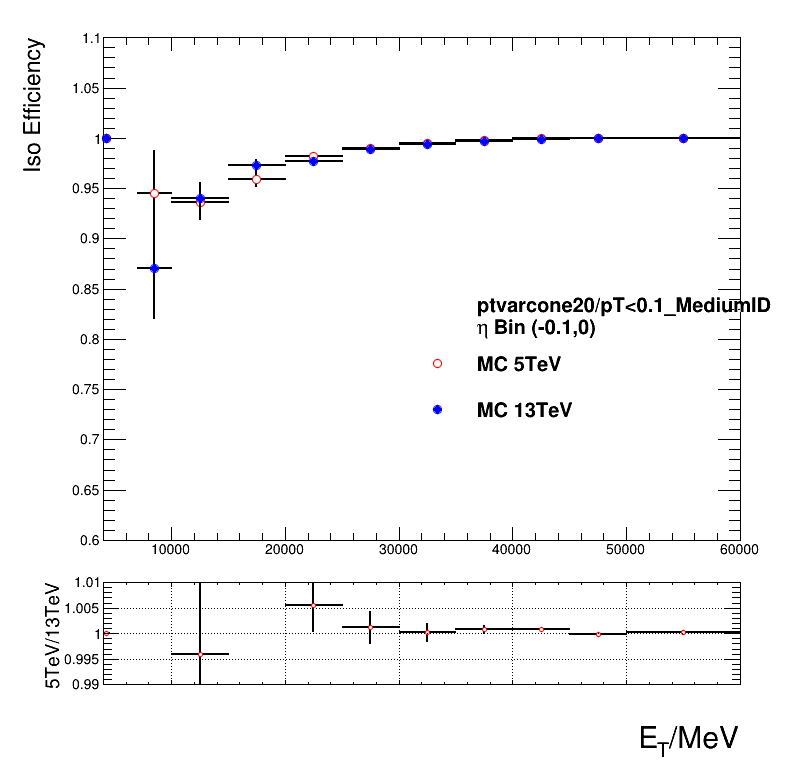 Iso Efficiency
1.1
1.05
1
0.95
0.9
0.85
0.8
0.75
0.7
0.65
0.6
ptvarcone20/pT<0.1_MediumID
η Bin (-0.1,0)
MC 5TeV
MC 13TeV
10000 20000 30000 40000 50000 60000
5TeV/13TeV
1.01
1.005
1
0.995
0.99
E_T/MeV